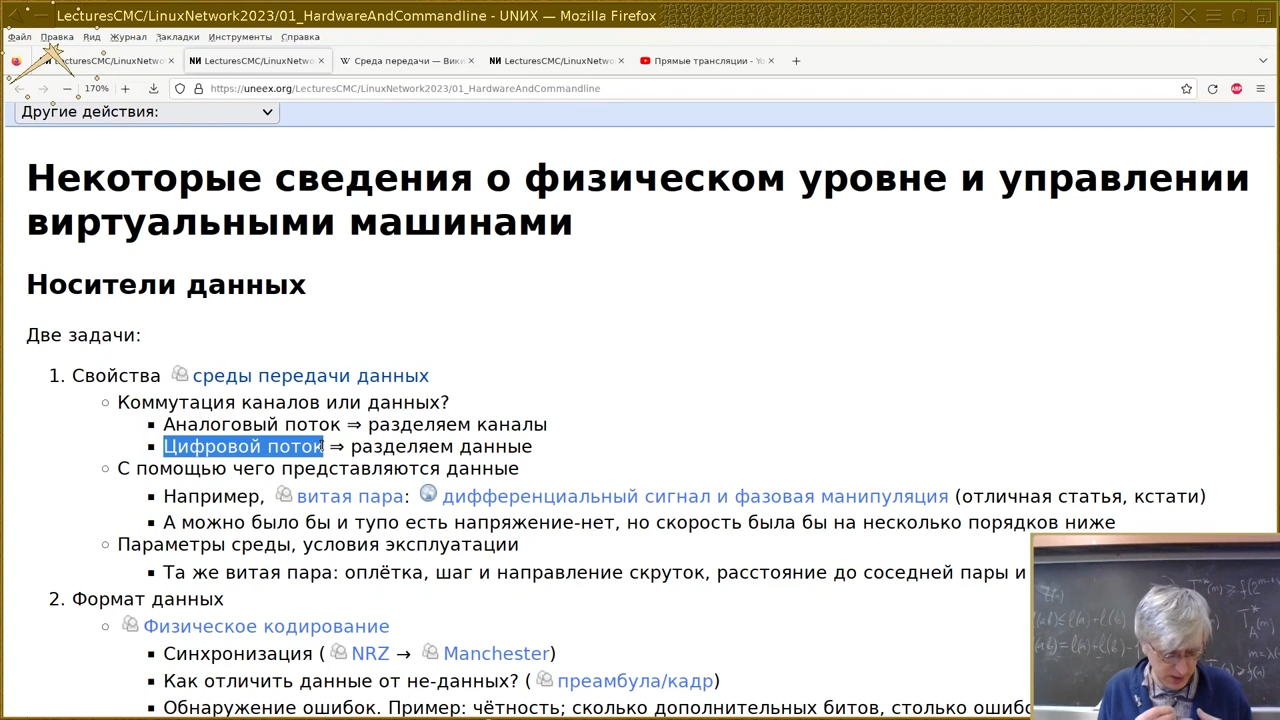 LecturesCMC/LinuxNetwork2023/01_HardwareAndCommandline - UNИX — Mozilla Firefox
Файл Правка Вид Журнал Закладки Инструменты Справка
LecturesCMC/LinuxNetwo LecturesCMC/LinuxNetwo Среда передачи — Вики LecturesCMC/LinuxNetwo Прямые трансляции - Yo
170% https://uneex.org/LecturesCMC/LinuxNetwork2023/01_HardwareAndCommandline
Другие действия:
Некоторые сведения о физическом уровне и управлении
виртуальными машинами
Носители данных
Две задачи:
1. Свойства среды передачи данных
Коммутация каналов или данных?
Аналоговый поток ⇒ разделяем каналы
Цифровой поток ⇒ разделяем данные
С помощью чего представляются данные
Например, витая пара: дифференциальный сигнал и фазовая манипуляция (отличная статья, кстати)
А можно было бы и тупо есть напряжение-нет, но скорость была бы на несколько порядков ниже
Параметры среды, условия эксплуатации
Та же витая пара: оплётка, шаг и направление скруток, расстояние до соседней пары и
2. Формат данных
Физическое кодирование
Синхронизация ( NRZ → Manchester)
Как отличить данные от не-данных? ( преамбула/кадр)
Обнаружение ошибок. Пример: чётность; сколько дополнительных битов, столько ошибо